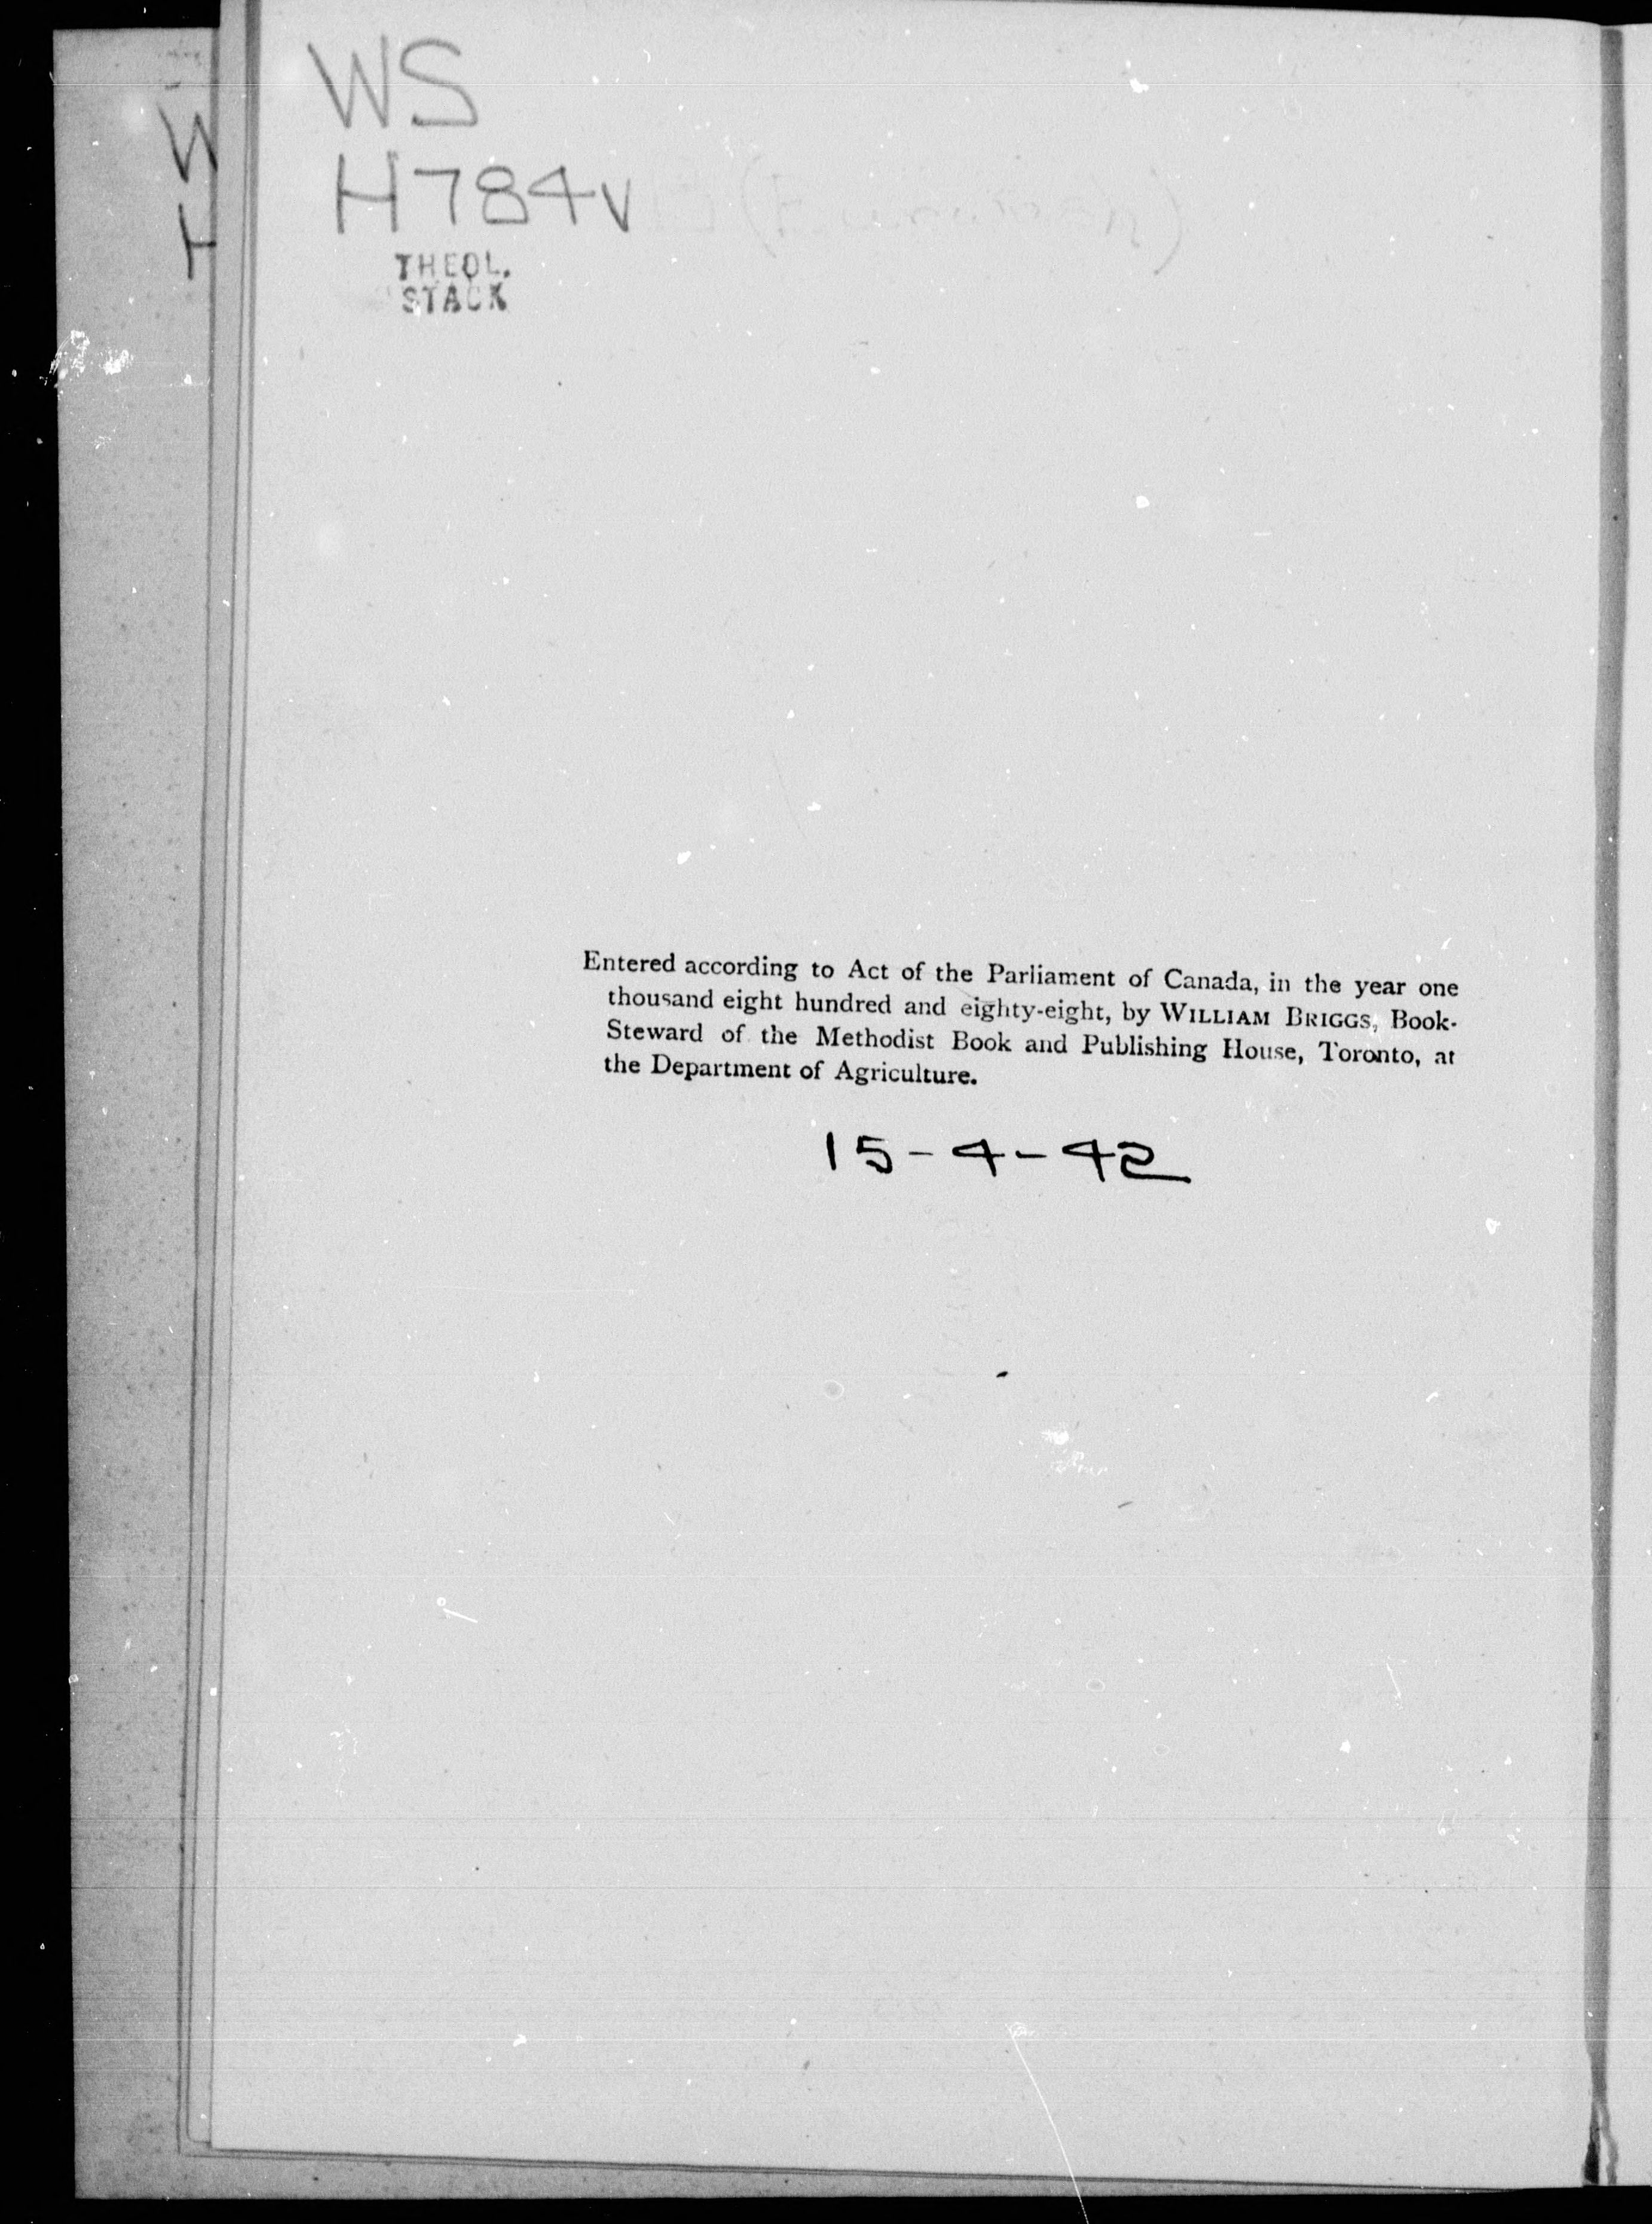 WS
H784v
THEOL.
STACK
W
H
Entered according to Act of the Parliament of Canada, in the year one
thousand eight hundred and eighty-eight, by WILLIAM BRIGGS, Book-
Steward of the Methodist Book and Publishing House, Toronto, at
the Department of Agriculture.
15-4-42